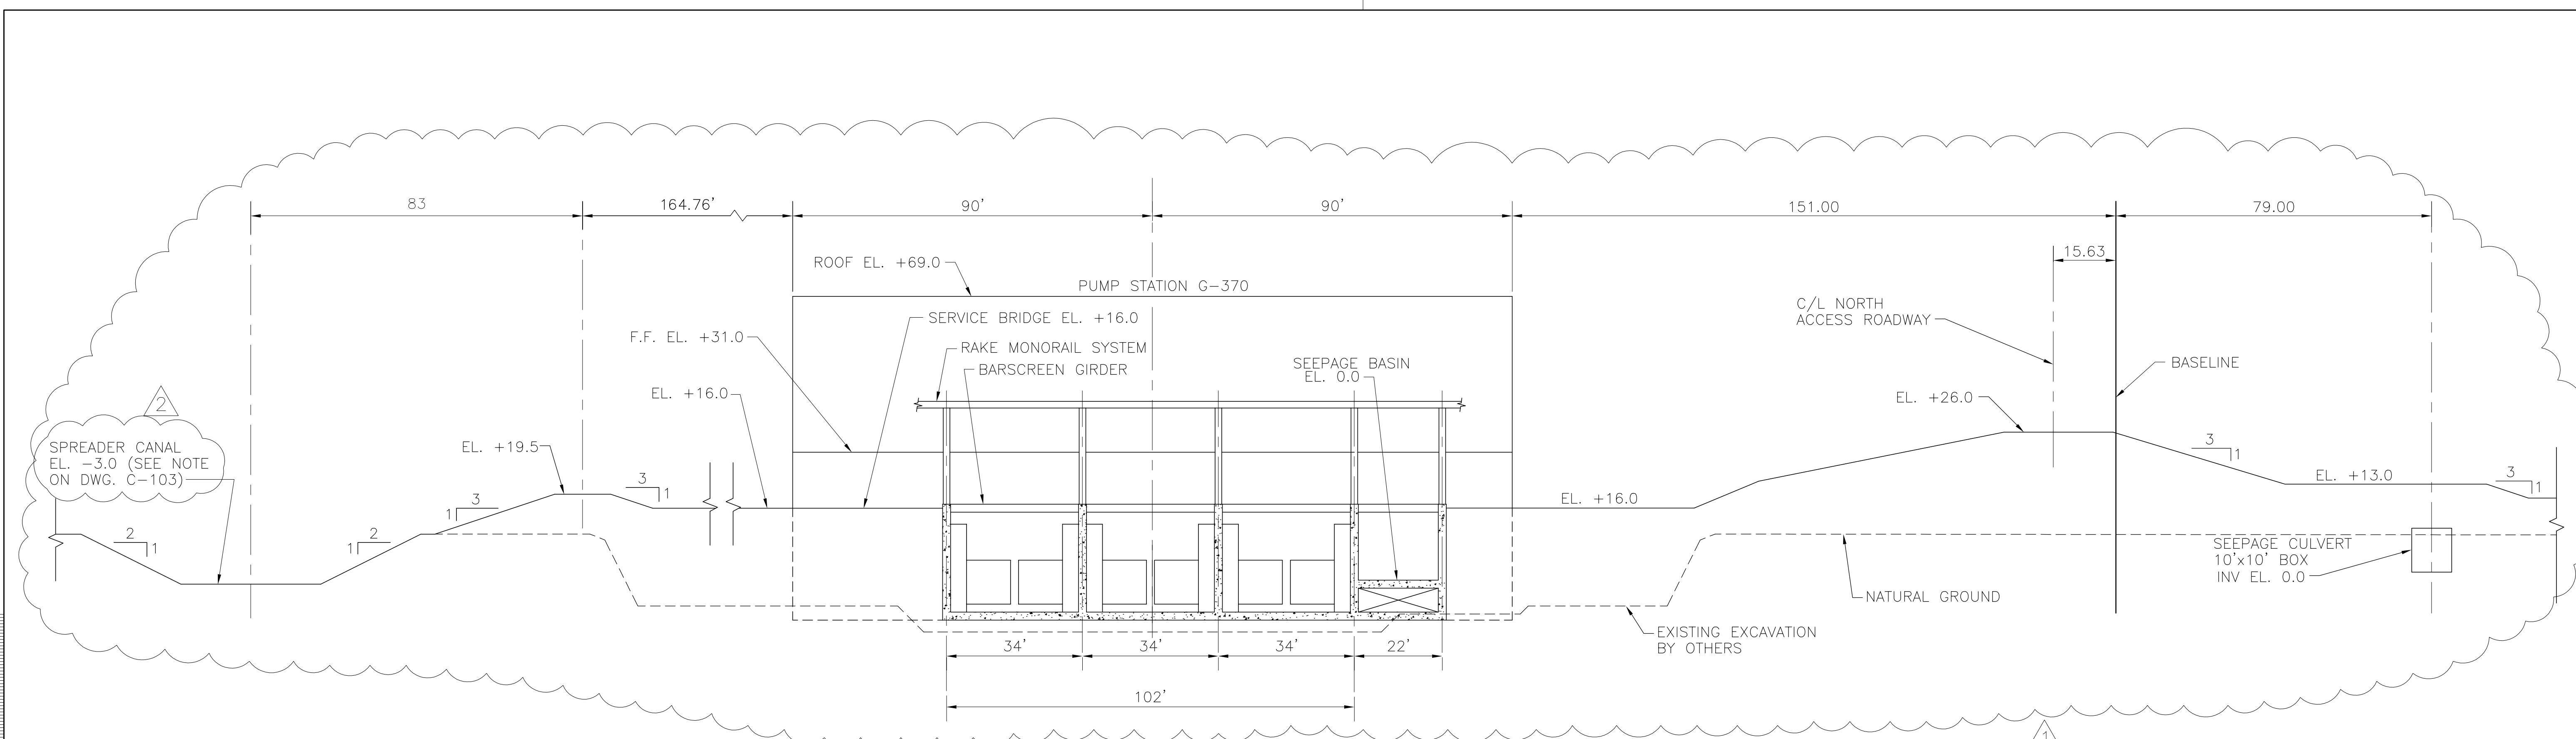 83
164.76'
90'
90'
151.00
79.00
15.63
ROOF EL. +69.0
PUMP STATION G-370
C/L NORTH
ACCESS ROADWAY
SERVICE BRIDGE EL. +16.0
F.F. EL. +31.0
RAKE MONORAIL SYSTEM
BARSCREEN GIRDER
SEEPAGE BASIN
EL. 0.0
BASELINE
EL. +16.0
EL. +26.0
2
SPREADER CANAL
EL. -3.0 (SEE NOTE
ON DWG. C-103)
EL. +19.5
3
1
3
1
3
1
EL. +13.0
3
1
EL. +16.0
2
1
2
1
SEEPAGE CULVERT
10'x10' BOX
INV EL. 0.0
NATURAL GROUND
EXISTING EXCAVATION
BY OTHERS
34'
34'
34'
22'
102'
1